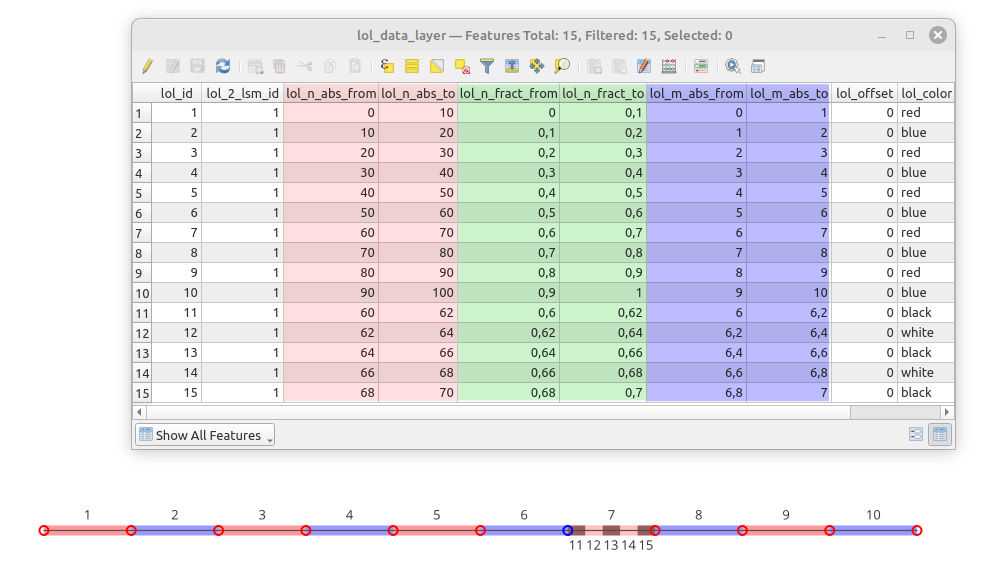 lol_data_layer — Features Total: 15, Filtered: 15, Selected: 0
lol_id lol_2_lsm_id lol_n_abs_from lol_n_abs_to lol_n_fract_from lol_n_fract_to lol_m_abs_from lol_m_abs_to lol_offset lol_color
1 1 1 0 10 0 0,1 0 1 0 red
2 2 1 10 20 0,1 0,2 1 2 0 blue
3 3 1 20 30 0,2 0,3 2 3 0 red
4 4 1 30 40 0,3 0,4 3 4 0 blue
5 5 1 40 50 0,4 0,5 4 5 0 red
6 6 1 50 60 0,5 0,6 5 6 0 blue
7 7 1 60 70 0,6 0,7 6 7 0 red
8 8 1 70 80 0,7 0,8 7 8 0 blue
9 9 1 80 90 0,8 0,9 8 9 0 red
10 10 1 90 100 0,9 1 9 10 0 blue
11 11 1 60 62 0,6 0,62 6 6,2 0 black
12 12 1 62 64 0,62 0,64 6,2 6,4 0 white
13 13 1 64 66 0,64 0,66 6,4 6,6 0 black
14 14 1 66 68 0,66 0,68 6,6 6,8 0 white
15 15 1 68 70 0,68 0,7 6,8 7 0 black
Show All Features
1 2 3 4 5 6 7 8 9 10
11 12 13 14 15